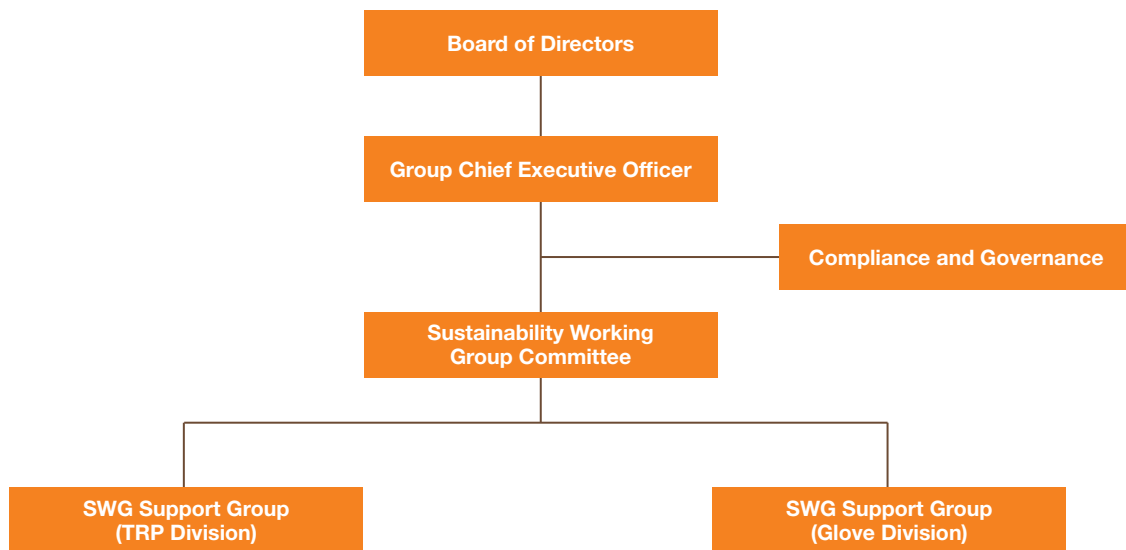 Board of Directors
Group Chief Executive Officer
Compliance and Governance
Sustainability Working
Group Committee
SWG Support Group
(TRP Division)
SWG Support Group
(Glove Division)